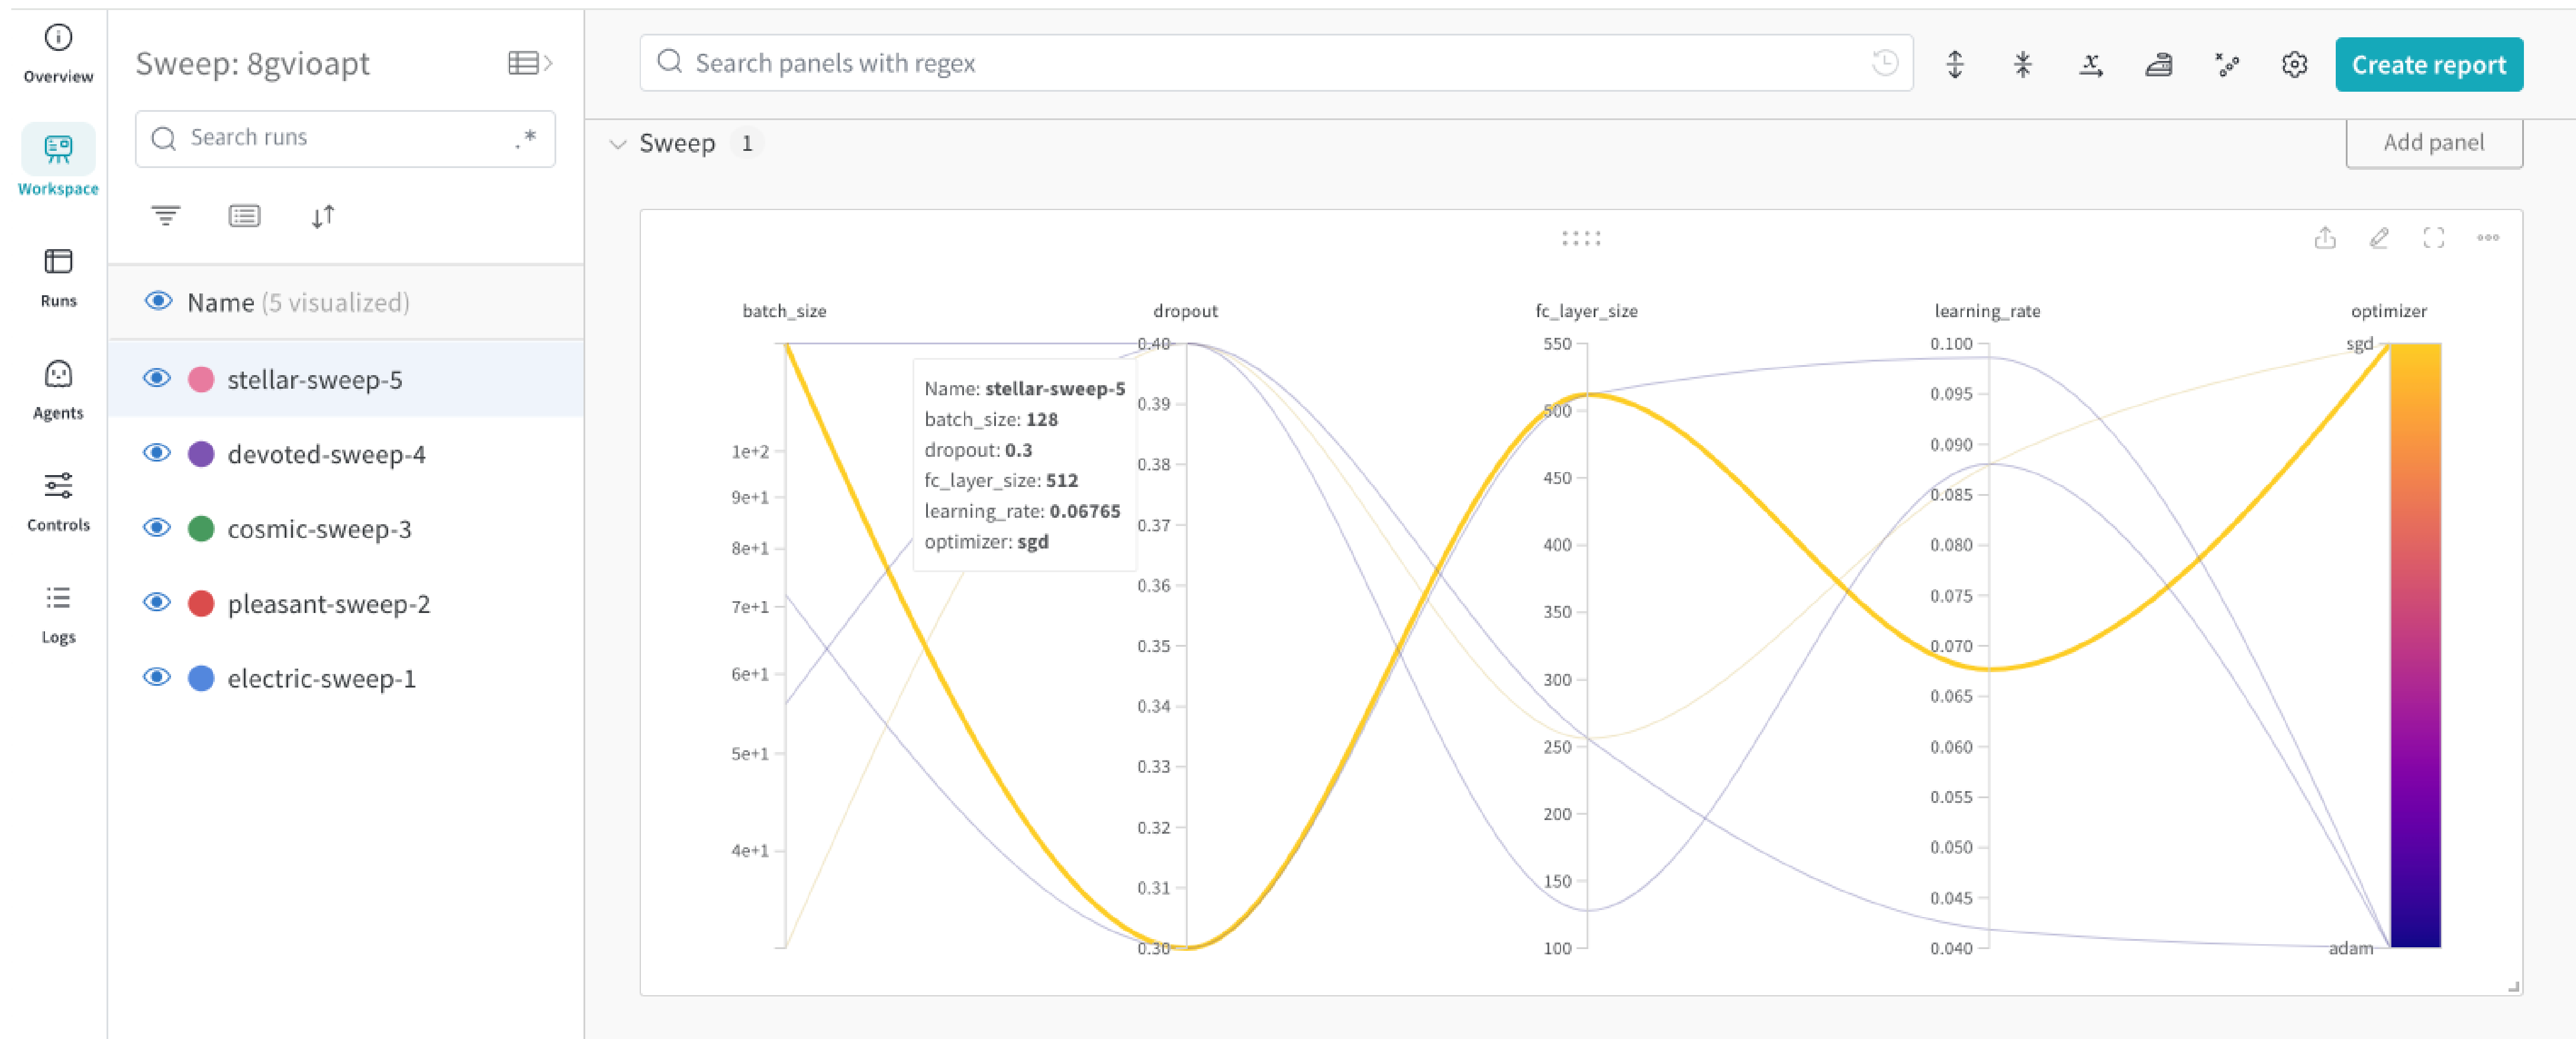 Overview
Workspace
Runs
Agents
Controls
Logs
Sweep: 8gvioapt
Search runs
.*
Name (5 visualized)
stellar-sweep-5
devoted-sweep-4
cosmic-sweep-3
pleasant-sweep-2
electric-sweep-1
Search panels with regex
Create report
Sweep 1
Add panel
batch_size
1e+2
9e+1
8e+1
7e+1
6e+1
5e+1
4e+1
Name: stellar-sweep-5
batch_size: 128
dropout: 0.3
fc_layer_size: 512
learning_rate: 0.06765
optimizer: sgd
dropout
0.40
0.39
0.38
0.37
0.36
0.35
0.34
0.33
0.32
0.31
0.30
fc_layer_size
550
500
450
400
350
300
250
200
150
100
learning_rate
0.100
0.095
0.090
0.085
0.080
0.075
0.070
0.065
0.060
0.055
0.050
0.045
0.040
optimizer
sgd
adam